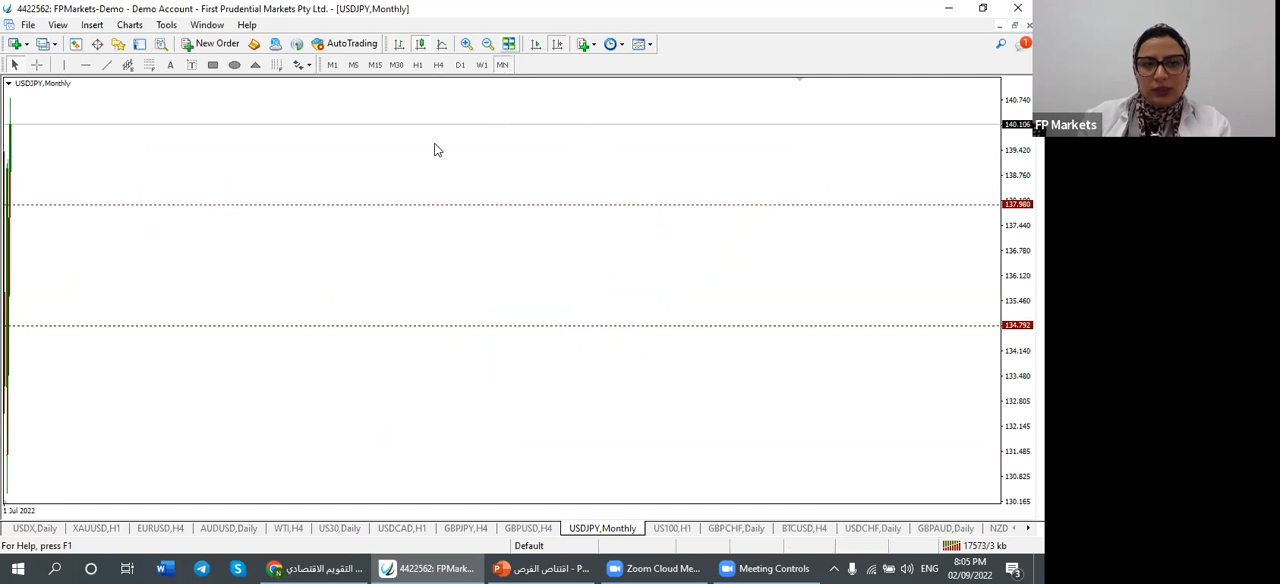 4422562: FPMarkets-Demo - Demo Account - First Prudential Markets Pty Ltd. - [USDJPY,Monthly]
File View Insert Charts Tools Window Help
New Order AutoTrading
1
A T M1 M5 M15 M30 H1 H4 D1 W1 MN
USDJPY,Monthly
140.740
140.106
139.420
138.760
137.980
137.440
136.780
136.120
135.460
134.792
134.140
133.480
132.805
132.145
131.485
130.825
130.165
1 Jul 2022
FP Markets
USDX,Daily XAUUSD,H1 EURUSD,H4 AUDUSD,Daily WTI,H4 US30,Daily USDCAD,H1 GBPJPY,H4 GBPUSD,H4 USDJPY,Monthly US100,H1 GBPCHF,Daily BTCUSD,H4 USDCHF,Daily GBPAUD,Daily NZD
For Help, press F1 Default 17573/3 kb
التقويم الاقتصادي ... 4422562: FPMark... اقتناص الفرص - P... Zoom Cloud Me... Meeting Controls ENG 8:05 PM
02/09/2022
3